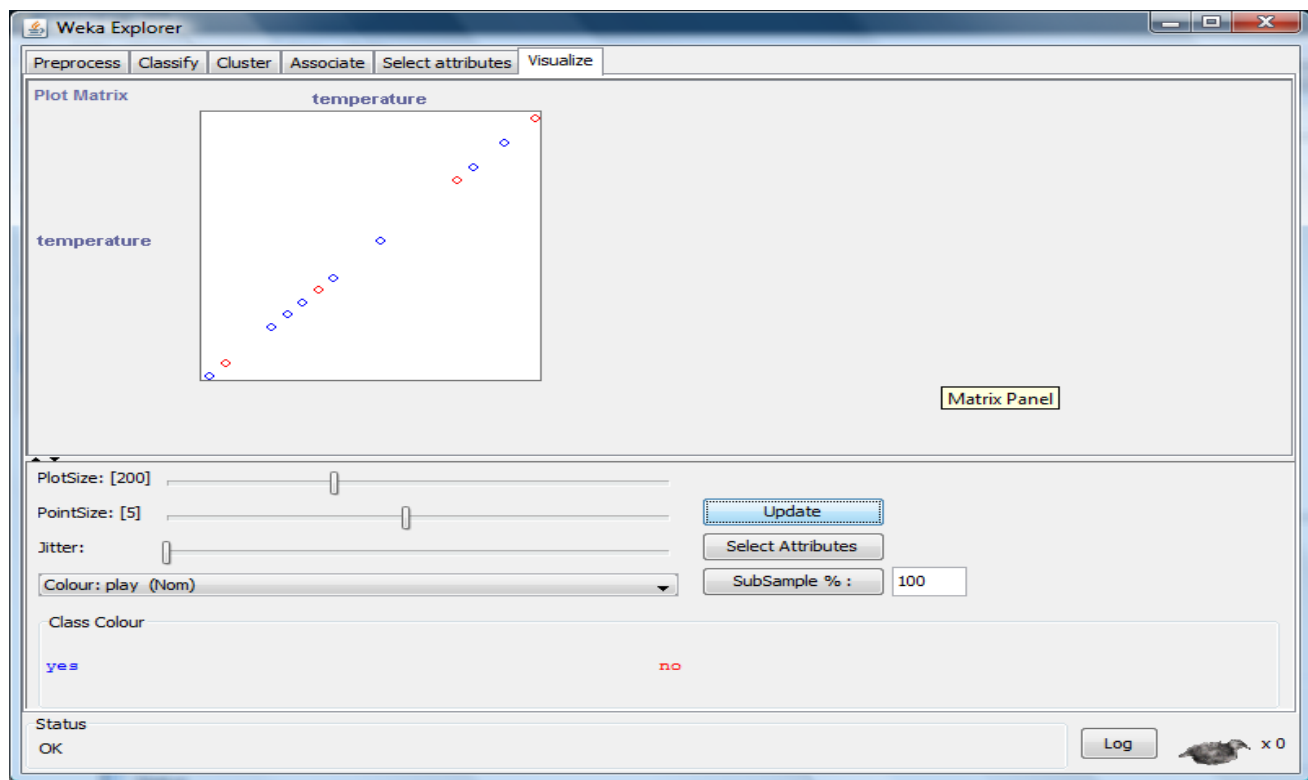 Weka Explorer
Preprocess Classify Cluster Associate Select attributes Visualize
Plot Matrix
temperature
temperature
Matrix Panel
PlotSize: [200]
PointSize: [5]
Update
Jitter:
Select Attributes
Colour: play (Nom)
SubSample % : 100
Class Colour
yes no
Status
OK
Log x 0